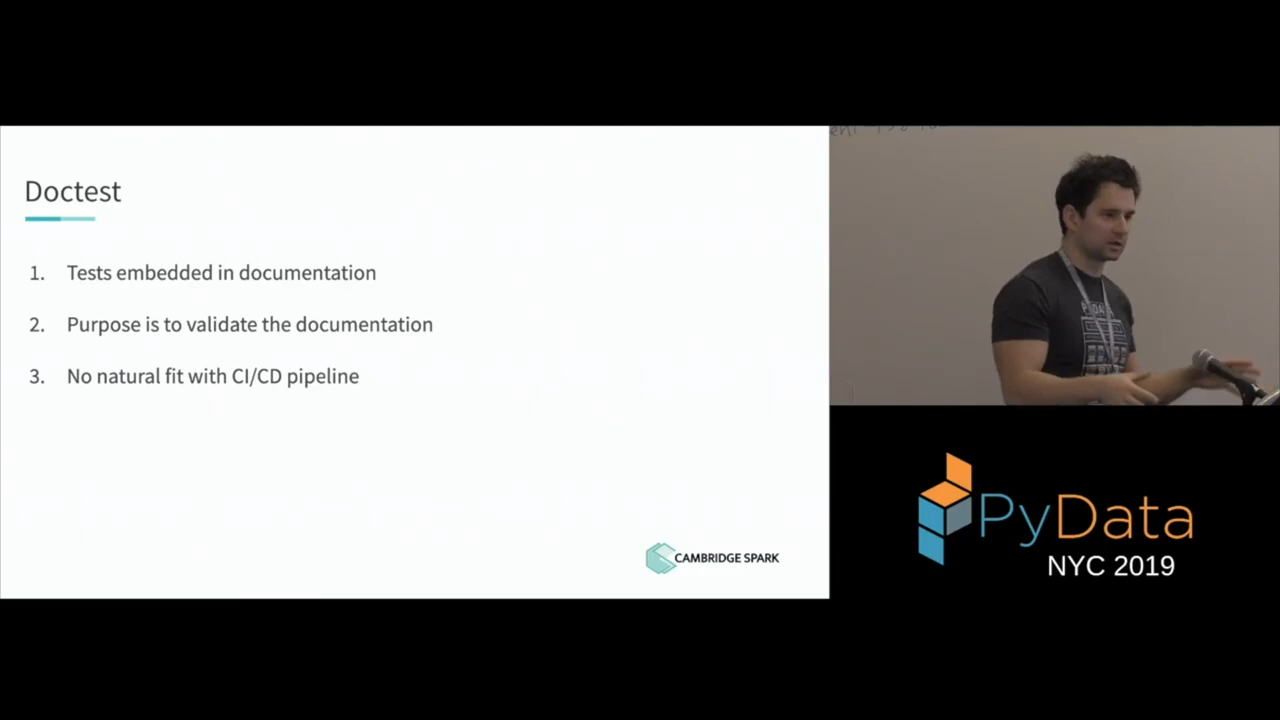 Doctest
1. Tests embedded in documentation
2. Purpose is to validate the documentation
3. No natural fit with CI/CD pipeline
CAMBRIDGE SPARK
PyData
NYC 2019